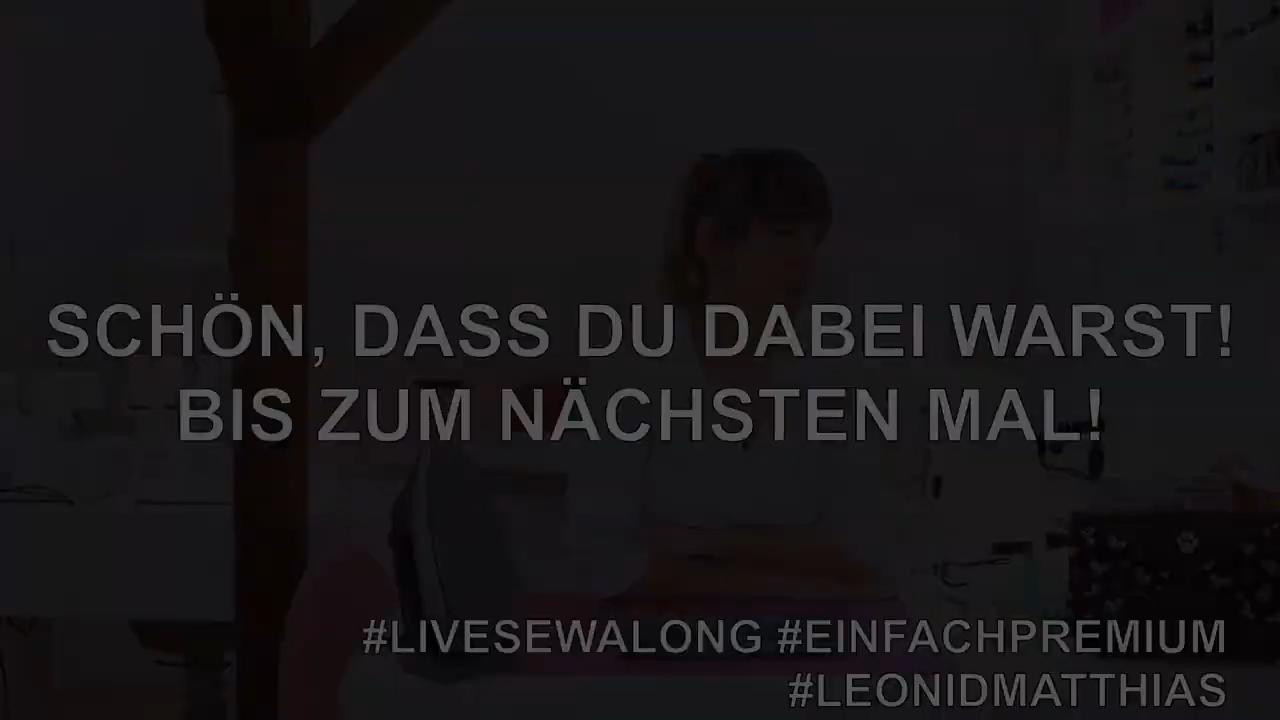 SCHÖN, DASS DU DABEI WARST!
BIS ZUM NÄCHSTEN MAL!
#LIVESEWALONG #EINFACHPREMIUM
#LEONIDMATTHIAS